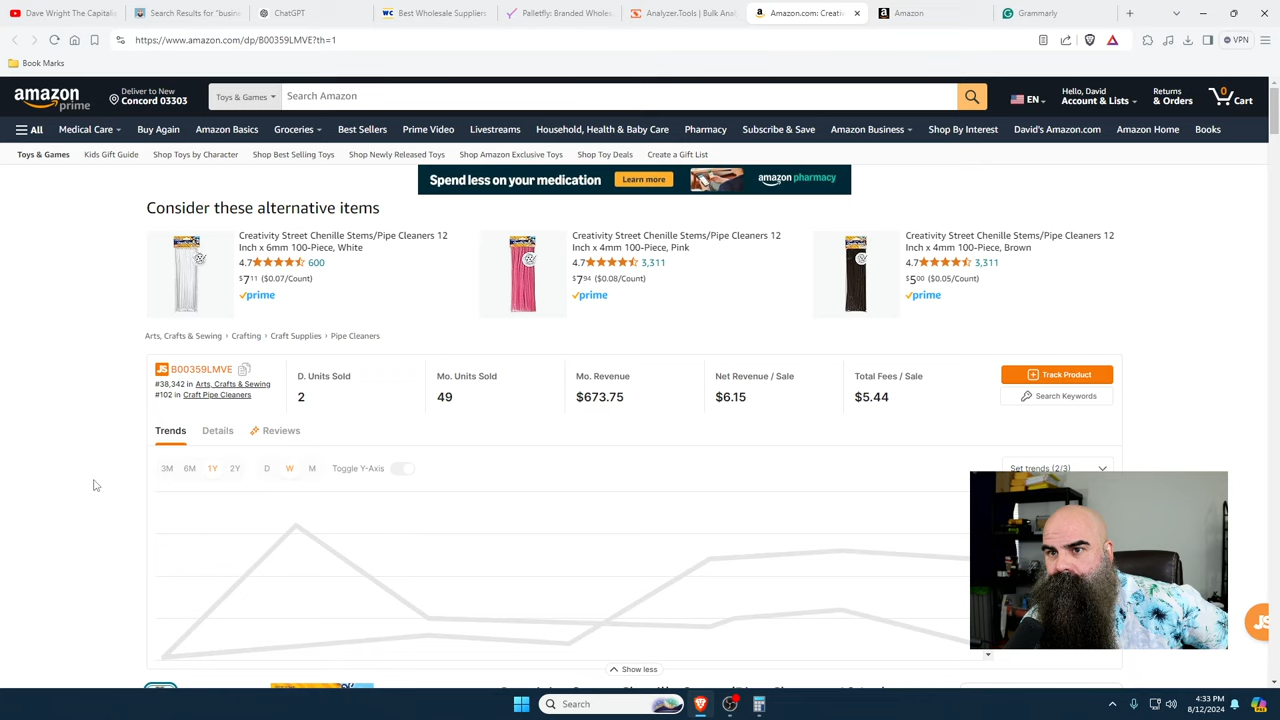 Dave Wright The Capitalis
Search Results for "busine
ChatGPT
Best Wholesale Suppliers
Palletfly: Branded Wholes
Analyzer.Tools | Bulk Anal
Amazon.com: Creativ
Amazon
Grammarly
https://www.amazon.com/dp/B00359LMVE?th=1
VPN
Book Marks
amazon prime
Deliver to New
Concord 03303
Toys & Games
Search Amazon
EN
Hello, David
Account & Lists
Returns
& Orders
0
Cart
All
Medical Care
Buy Again
Amazon Basics
Groceries
Best Sellers
Prime Video
Livestreams
Household, Health & Baby Care
Pharmacy
Subscribe & Save
Amazon Business
Shop By Interest
David's Amazon.com
Amazon Home
Books
Toys & Games
Kids Gift Guide
Shop Toys by Character
Shop Best Selling Toys
Shop Newly Released Toys
Shop Amazon Exclusive Toys
Shop Toy Deals
Create a Gift List
Spend less on your medication
Learn more
amazon pharmacy
Consider these alternative items
Creativity Street Chenille Stems/Pipe Cleaners 12
Inch x 6mm 100-Piece, White
4.7 600
$7.11 ($0.07/Count)
prime
Creativity Street Chenille Stems/Pipe Cleaners 12
Inch x 4mm 100-Piece, Pink
4.7 3,311
$7.94 ($0.08/Count)
prime
Creativity Street Chenille Stems/Pipe Cleaners 12
Inch x 4mm 100-Piece, Brown
4.7 3,311
$5.00 ($0.05/Count)
prime
Arts, Crafts & Sewing › Crafting › Craft Supplies › Pipe Cleaners
JS B00359LMVE
#38,342 in Arts, Crafts & Sewing
#102 in Craft Pipe Cleaners
D. Units Sold
2
Mo. Units Sold
49
Mo. Revenue
$673.75
Net Revenue / Sale
$6.15
Total Fees / Sale
$5.44
Track Product
Search Keywords
Trends
Details
Reviews
3M 6M 1Y 2Y D W M Toggle Y-Axis
Set trends (2/3)
Show less
JS
Search
4:33 PM
8/12/2024